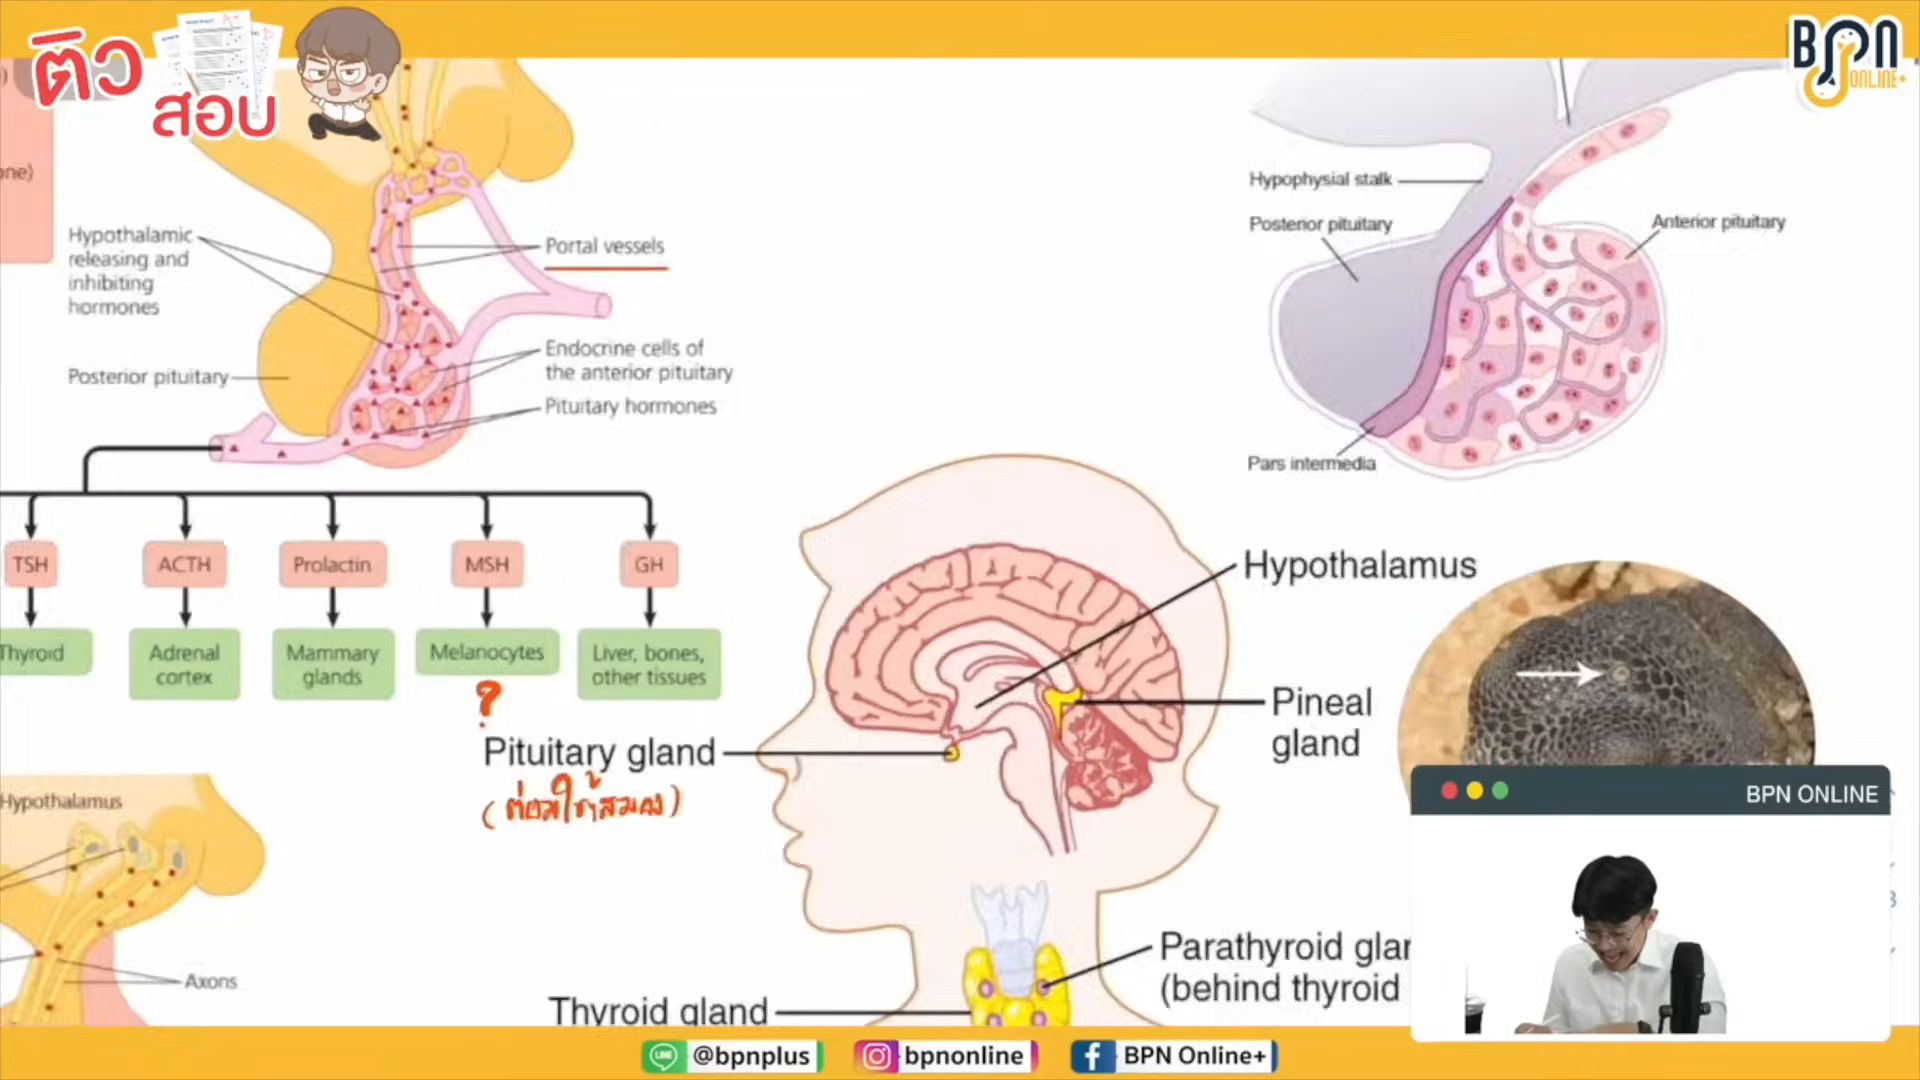 ติว
สอบ
BPN
ONLINE+
one)
Hypothalamic
releasing and
inhibiting
hormones
Portal vessels
Endocrine cells of
the anterior pituitary
Posterior pituitary
Pituitary hormones
TSH
ACTH
Prolactin
MSH
GH
Thyroid
Adrenal
cortex
Mammary
glands
Melanocytes
Liver, bones,
other tissues
?
Hypophysial stalk
Posterior pituitary
Anterior pituitary
Pars intermedia
Hypothalamus
Pineal
gland
Pituitary gland
(ต่อมใต้สมอง)
Hypothalamus
Axons
Parathyroid glan
(behind thyroid
Thyroid gland
BPN ONLINE
LINE
@bpnplus
bpnonline
BPN Online+